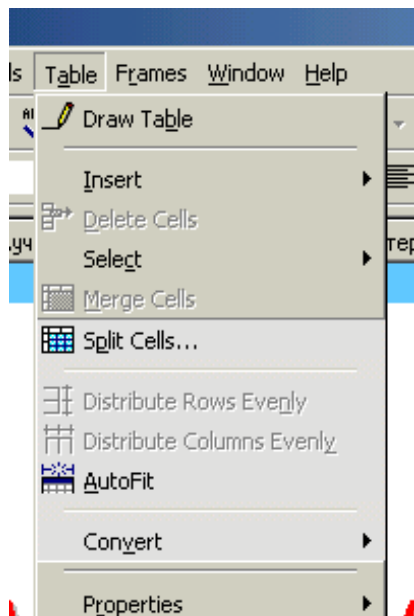 Table Frames Window Help
Draw Table
Insert
Delete Cells
Select
Merge Cells
Split Cells...
Distribute Rows Evenly
Distribute Columns Evenly
AutoFit
Convert
Properties